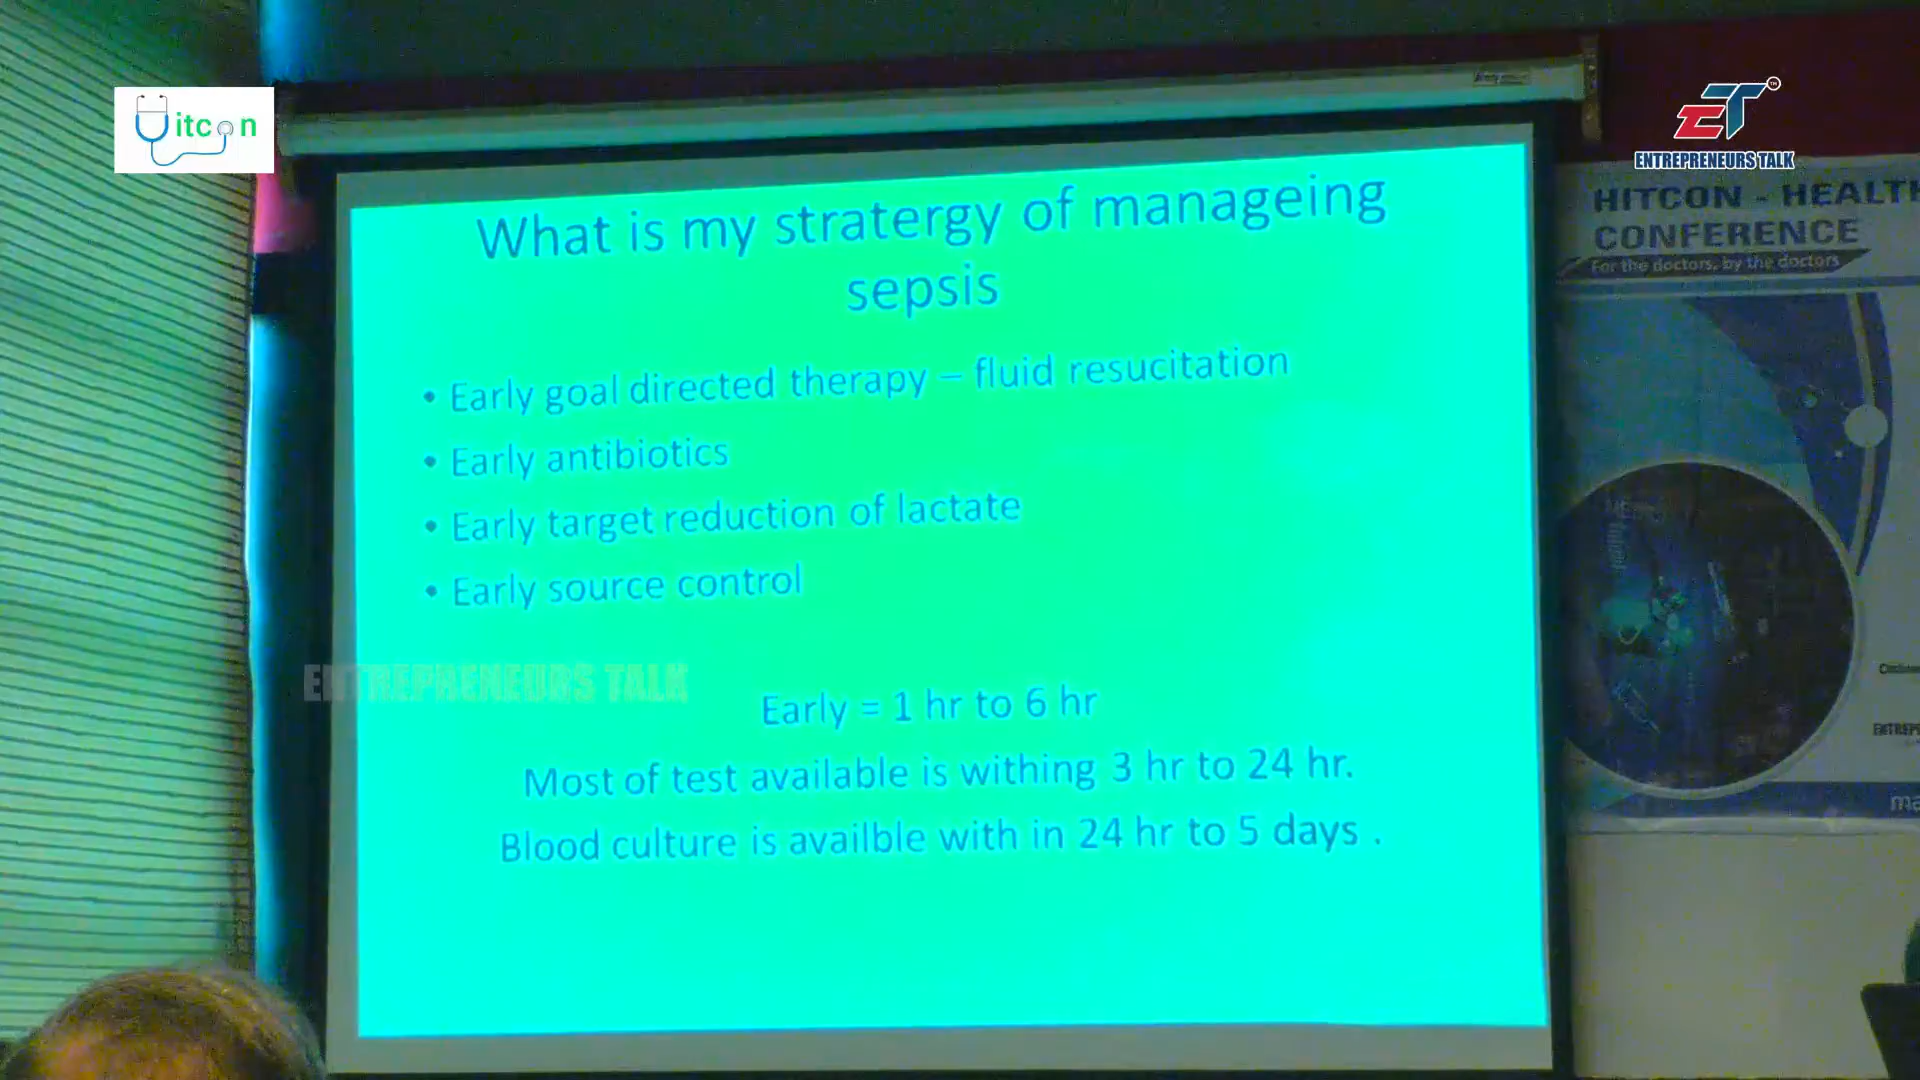 itcon
ET
TM
ENTREPRENEURS TALK
HITCON - HEALTH
CONFERENCE
For the doctors, by the doctors
What is my stratergy of manageing
sepsis
• Early goal directed therapy – fluid resucitation
• Early antibiotics
• Early target reduction of lactate
• Early source control
ENTREPRENEURS TALK
Early = 1 hr to 6 hr
Most of test available is withing 3 hr to 24 hr.
Blood culture is availble with in 24 hr to 5 days .